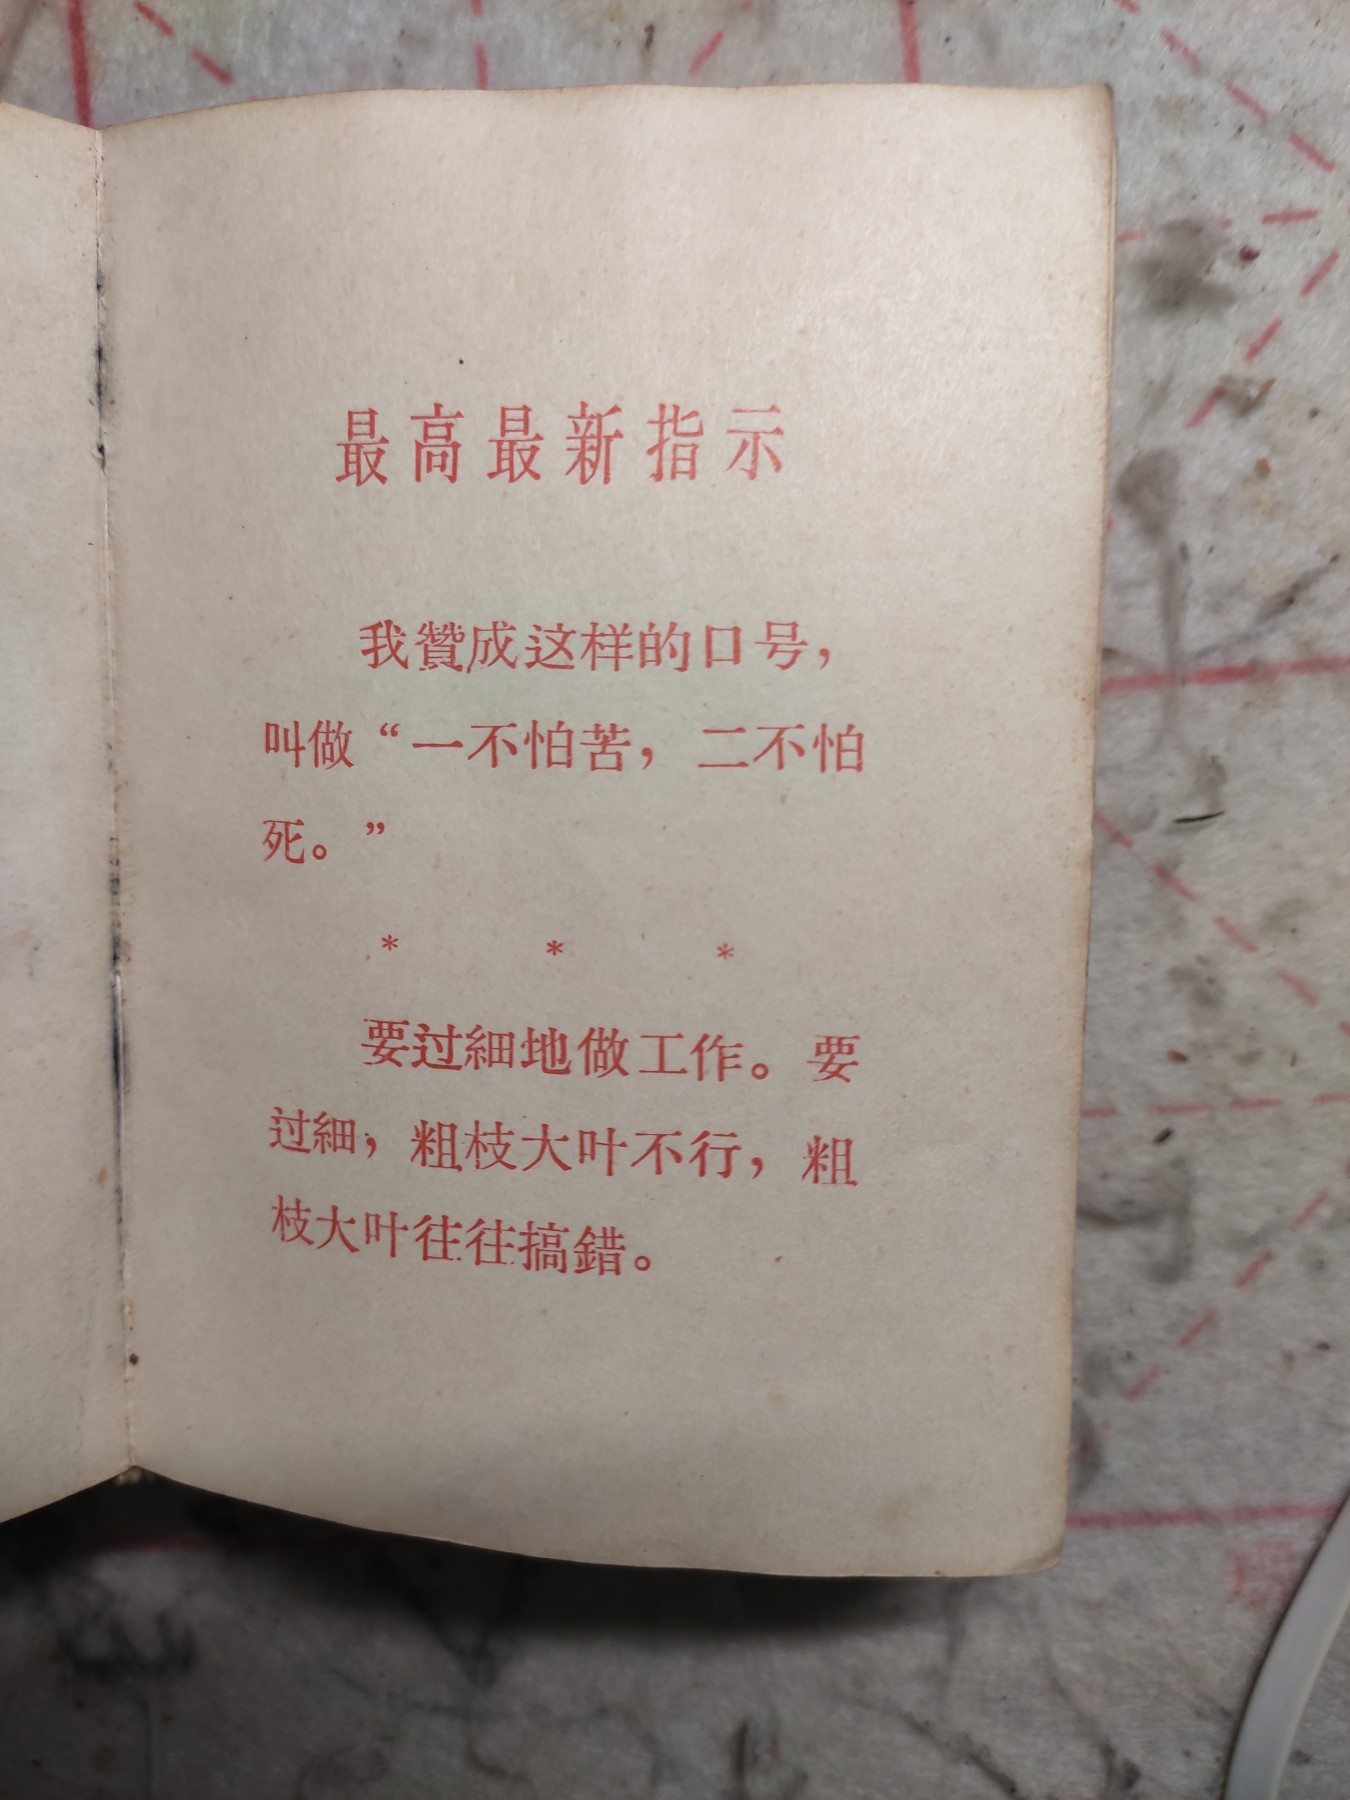 最高最新指示
我贊成这样的口号，
叫做“一不怕苦，二不怕
死。”
* * *
要过細地做工作。要
过細，粗枝大叶不行，粗
枝大叶往往搞錯。